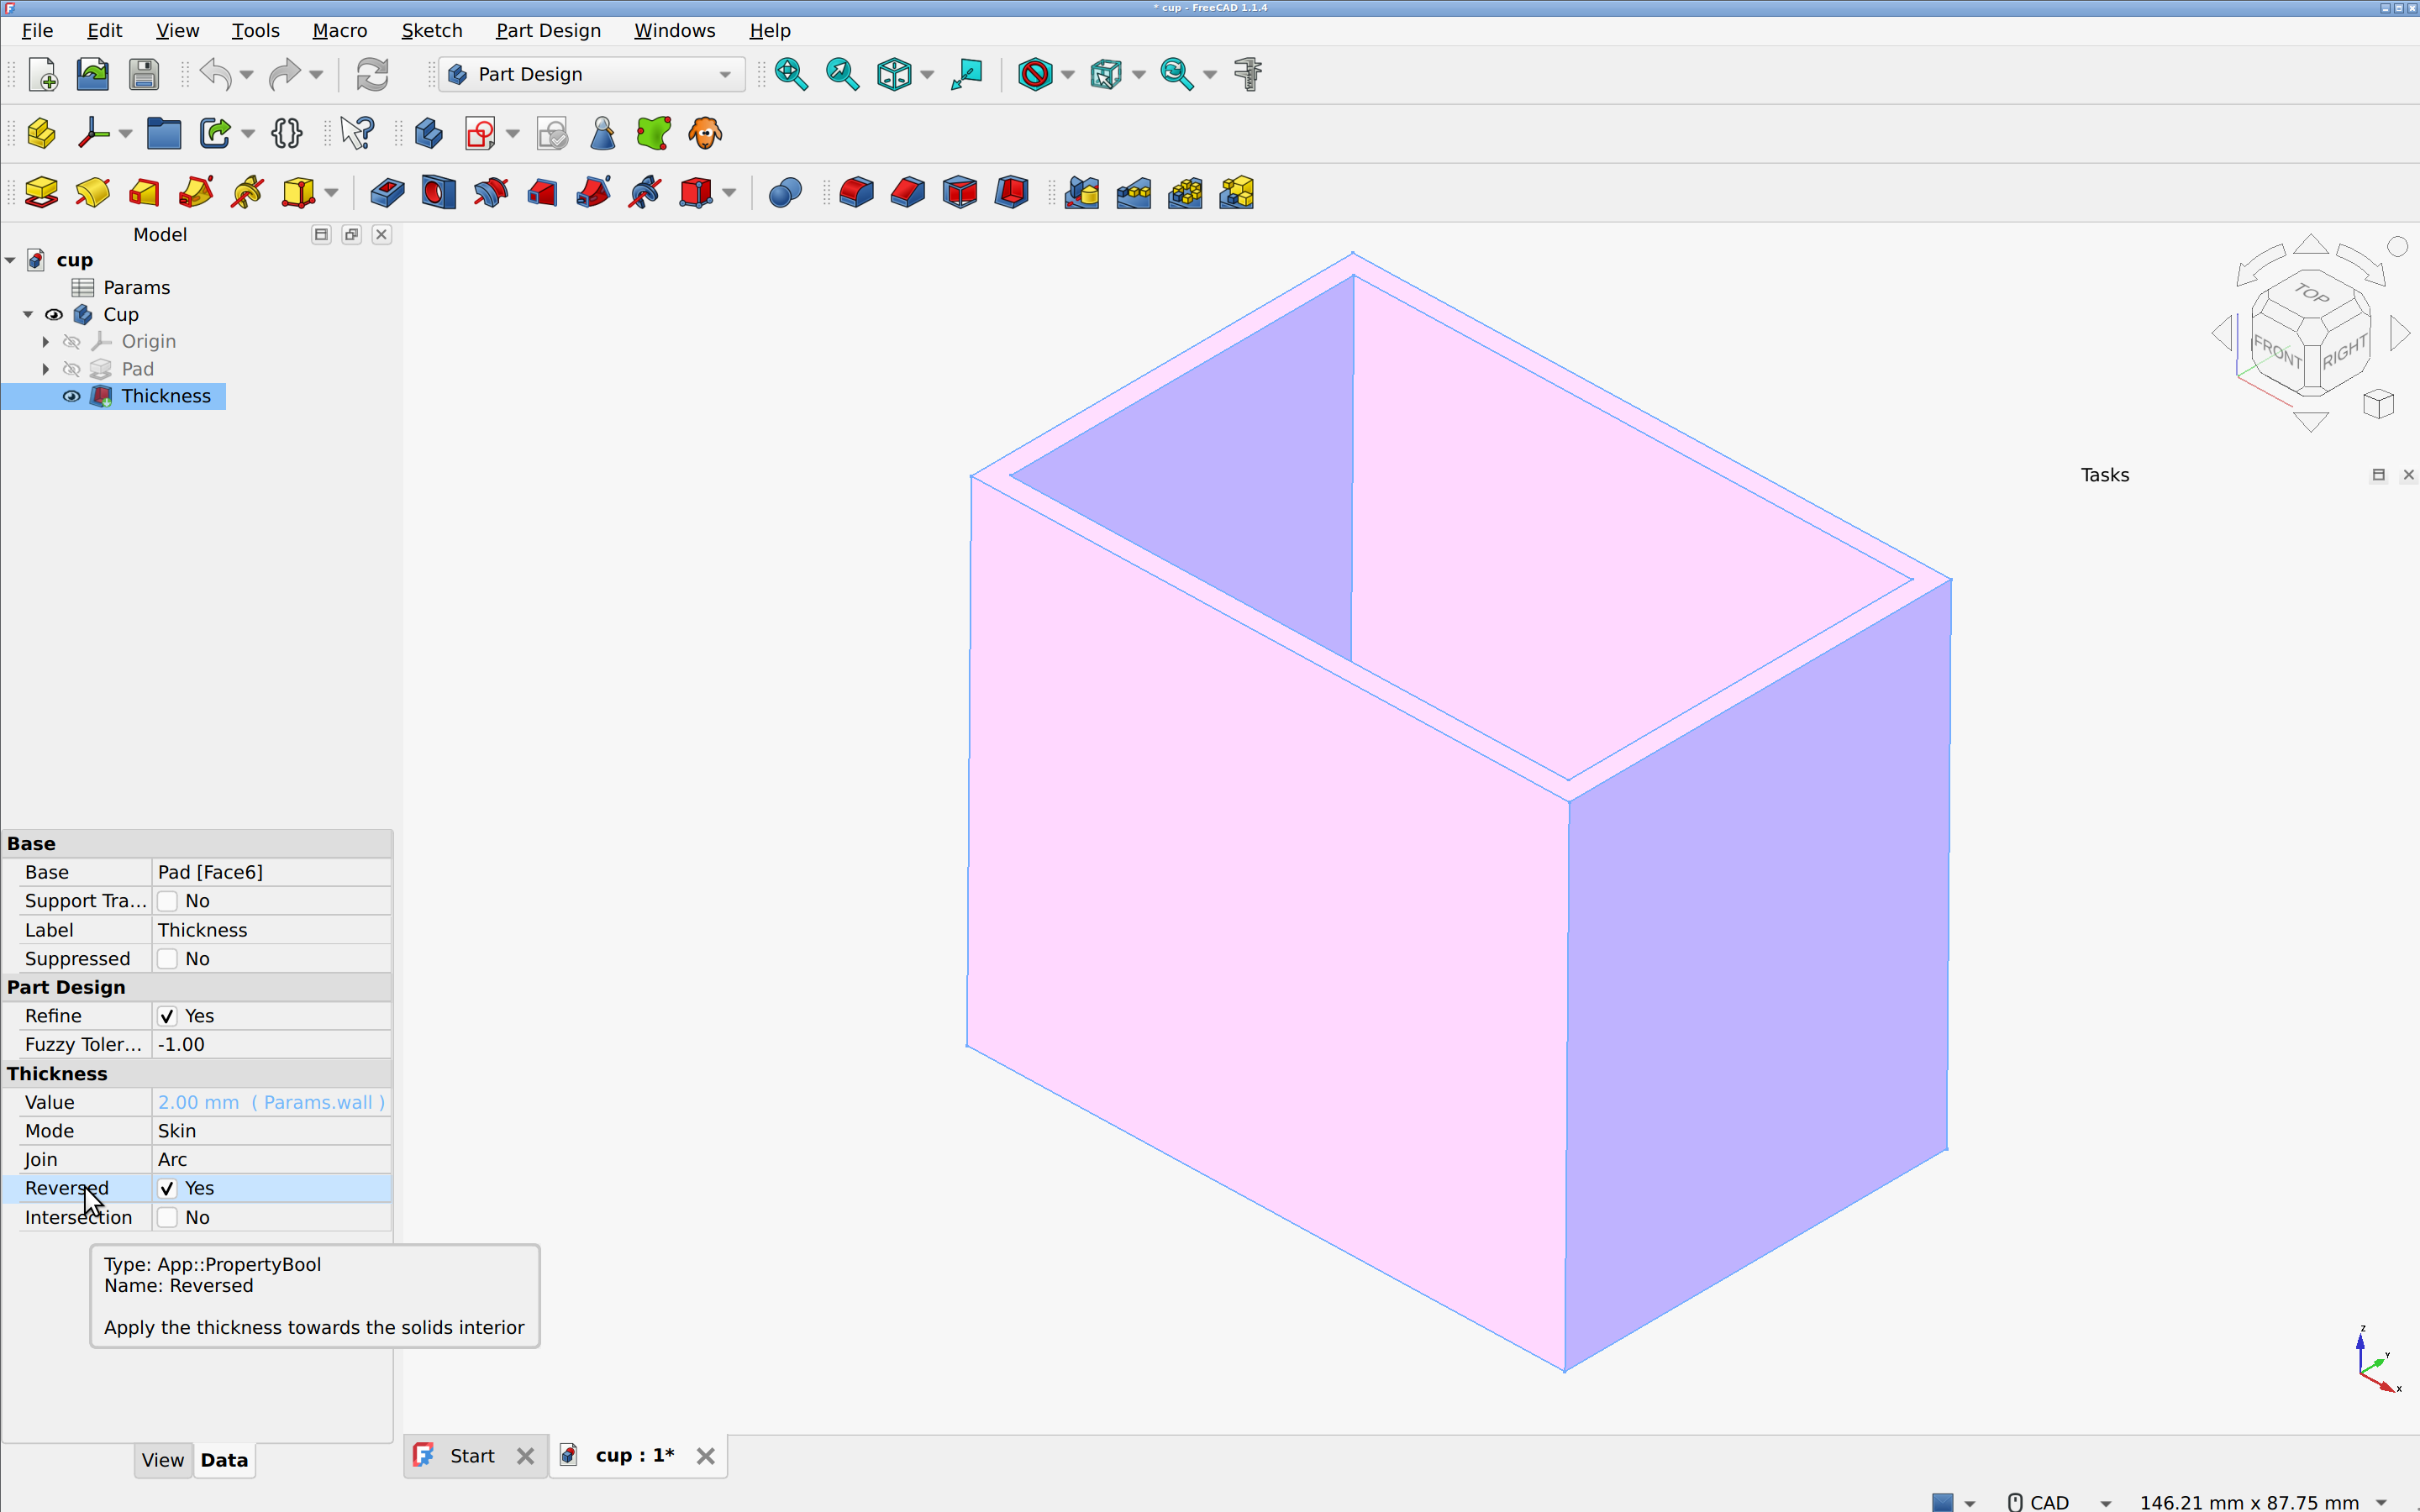 * cup - FreeCAD 1.1.4
File Edit View Tools Macro Sketch Part Design Windows Help
Part Design
Model
cup
Params
Cup
Origin
Pad
Thickness
TOP
FRONT
RIGHT
Tasks
Base
Base Pad [Face6]
Support Tra... No
Label Thickness
Suppressed No
Part Design
Refine Yes
Fuzzy Toler... -1.00
Thickness
Value 2.00 mm ( Params.wall )
Mode Skin
Join Arc
Reversed Yes
Intersection No
Type: App::PropertyBool
Name: Reversed
Apply the thickness towards the solids interior
Z
Y
X
View Data
Start
cup : 1*
CAD
146.21 mm x 87.75 mm